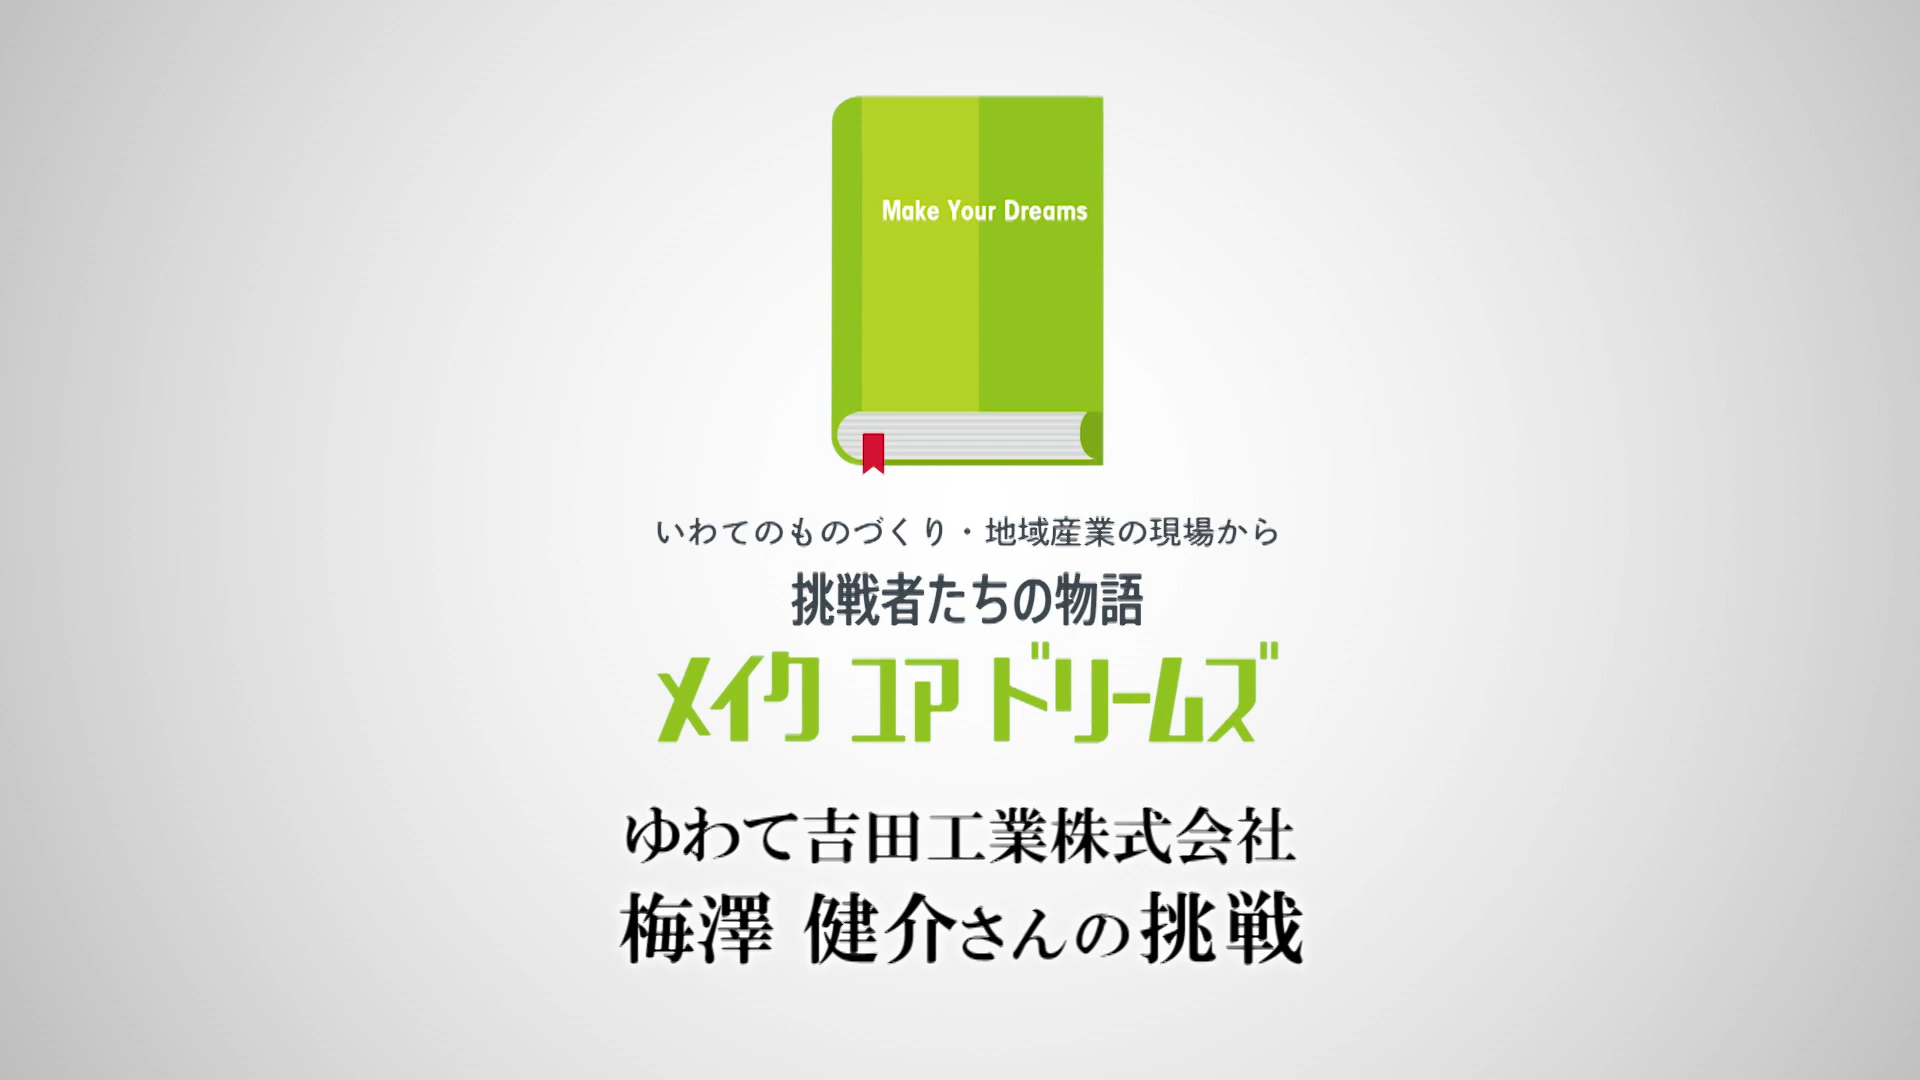 Make Your Dreams
いわてのものづくり・地域産業の現場から
挑戦者たちの物語
メイク ユア ドリームズ
ゆわて吉田工業株式会社
梅澤 健介さんの挑戦